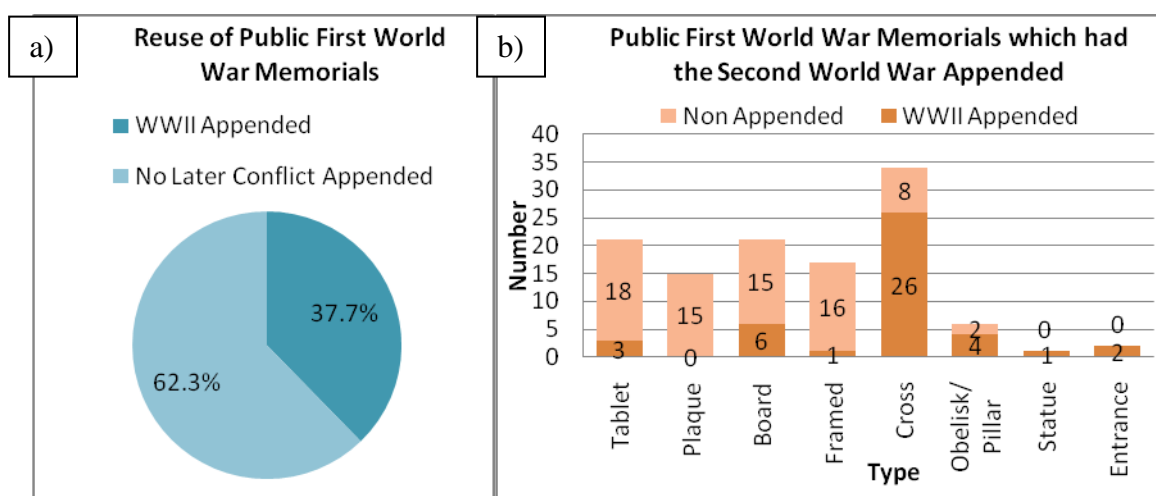 a)
Reuse of Public First World
War Memorials
WWII Appended
No Later Conflict Appended
37.7%
62.3%
b)
Public First World War Memorials which had
the Second World War Appended
Non Appended WWII Appended
Number
40
35
30
25
20
15
10
5
0
18
3
15
0
15
6
16
1
8
26
2
4
0
1
0
2
Tablet
Plaque
Board
Framed
Cross
Obelisk/
Pillar
Statue
Entrance
Type